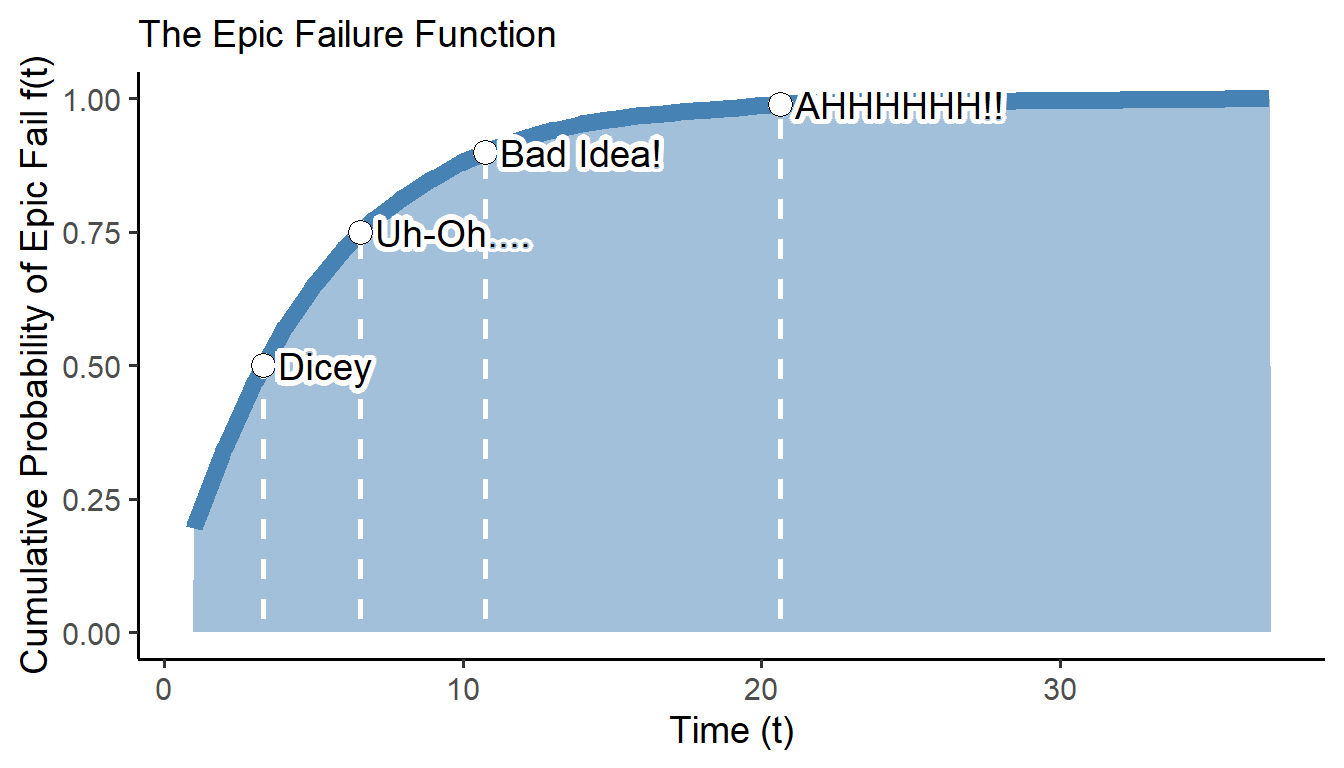 The Epic Failure Function
Cumulative Probability of Epic Fail f(t)
1.00
0.75
0.50
0.25
0.00
AHHHHHHH!!
Bad Idea!
Uh-Oh....
Dicey
0
10
20
30
Time (t)